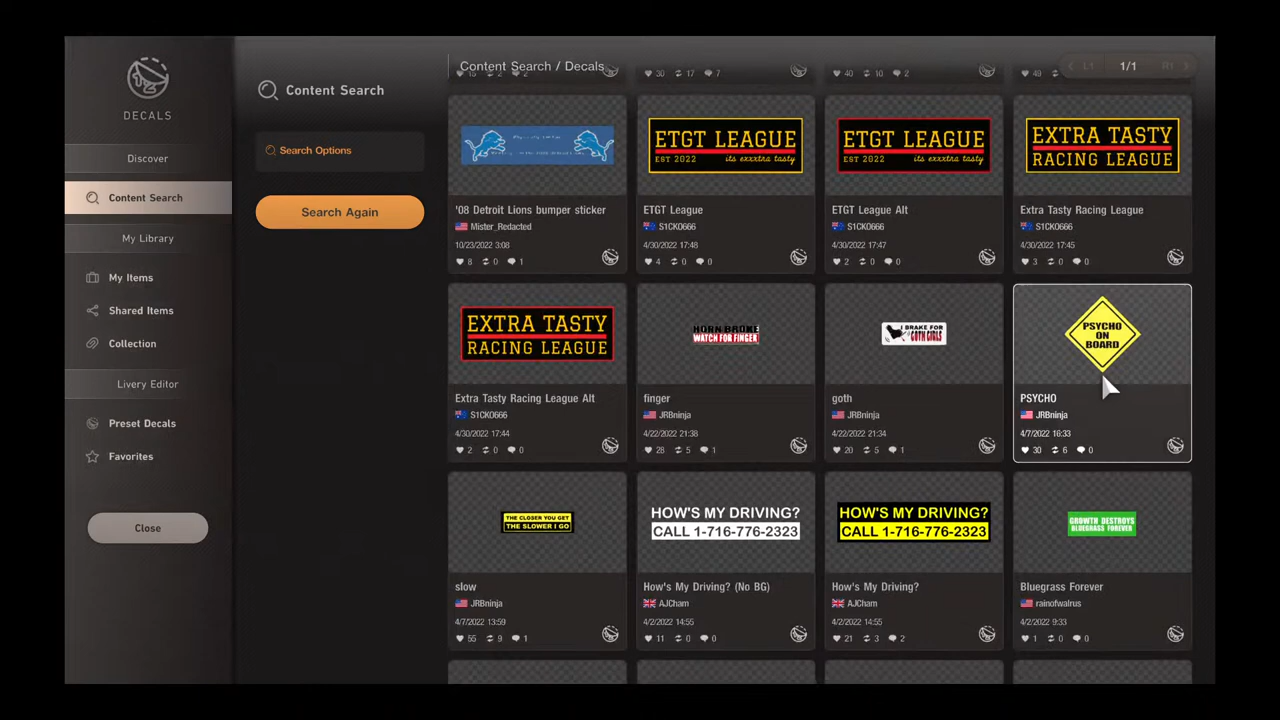 DECALS
Discover
Content Search
My Library
My Items
Shared Items
Collection
Livery Editor
Preset Decals
Favorites
Close
Content Search
Search Options
Search Again
Content Search / Decals
L1 1/1 R1
30 17 7
40 10 2
49
ETGT LEAGUE
EST 2022 its exxxtra tasty
ETGT LEAGUE
EST 2022 its exxxtra tasty
EXTRA TASTY
RACING LEAGUE
'08 Detroit Lions bumper sticker
Mister_Redacted
10/23/2022 3:08
8 0 1
ETGT League
S1CK0666
4/30/2022 17:48
4 0 0
ETGT League Alt
S1CK0666
4/30/2022 17:47
2 0 0
Extra Tasty Racing League
S1CK0666
4/30/2022 17:45
3 0 0
EXTRA TASTY
RACING LEAGUE
Extra Tasty Racing League Alt
S1CK0666
4/30/2022 17:44
2 0 0
HORN BROKE
WATCH FOR FINGER
finger
JRBninja
4/22/2022 21:38
28 5 1
I BRAKE FOR
GOTH GIRLS
goth
JRBninja
4/22/2022 21:34
20 5 1
PSYCHO
ON
BOARD
PSYCHO
JRBninja
4/7/2022 16:33
30 6 0
THE CLOSER YOU GET
THE SLOWER I GO
slow
JRBninja
4/7/2022 13:59
55 9 1
HOW'S MY DRIVING?
CALL 1-716-776-2323
How's My Driving? (No BG)
AJCham
4/2/2022 14:55
11 0 0
HOW'S MY DRIVING?
CALL 1-716-776-2323
How's My Driving?
AJCham
4/2/2022 14:55
21 3 2
GROWTH DESTROYS
BLUEGRASS FOREVER
Bluegrass Forever
rainofwalrus
4/2/2022 9:33
1 0 0